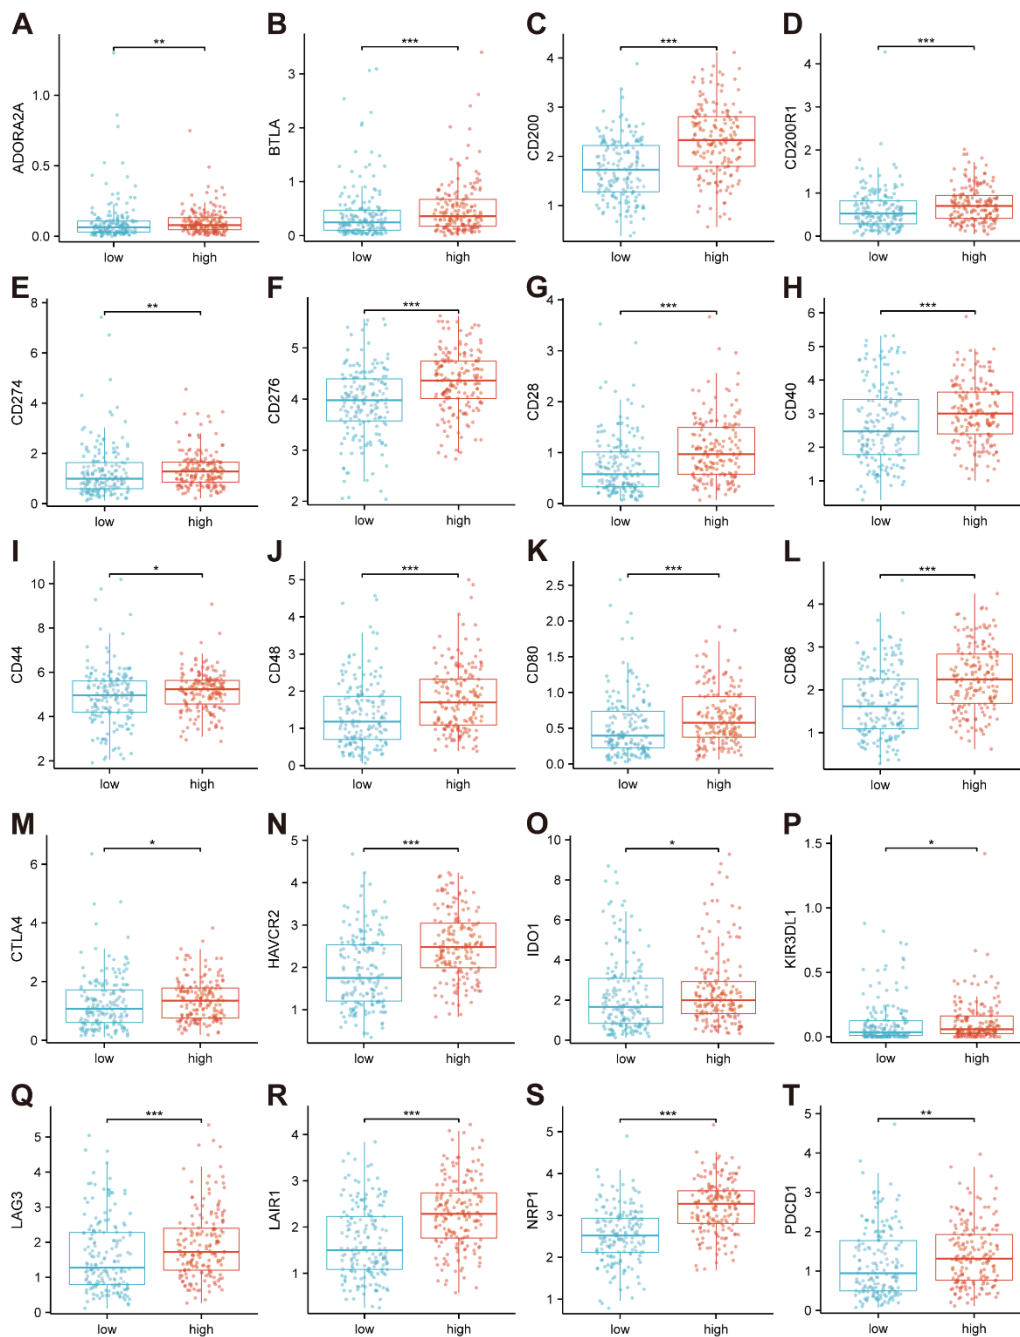 A
ADORA2A
1.0
0.5
0.0
**
low high
B
BTLA
3
2
1
0
***
low high
C
CD200
4
3
2
1
***
low high
D
CD200R1
4
3
2
1
0
***
low high
E
CD274
8
6
4
2
0
**
low high
F
CD276
6
5
4
3
2
***
low high
G
CD28
4
3
2
1
0
***
low high
H
CD40
6
5
4
3
2
1
***
low high
I
CD44
10
8
6
4
2
*
low high
J
CD48
5
4
3
2
1
0
***
low high
K
CD80
2.5
2.0
1.5
1.0
0.5
0.0
***
low high
L
CD86
4
3
2
1
***
low high
M
CTLA4
6
4
2
0
*
low high
N
HAVCR2
5
4
3
2
1
***
low high
O
IDO1
10
8
6
4
2
0
*
low high
P
KIR3DL1
1.5
1.0
0.5
0.0
*
low high
Q
LAG3
5
4
3
2
1
0
***
low high
R
LAIR1
4
3
2
1
***
low high
S
NRP1
5
4
3
2
1
***
low high
T
PDCD1
5
4
3
2
1
0
**
low high